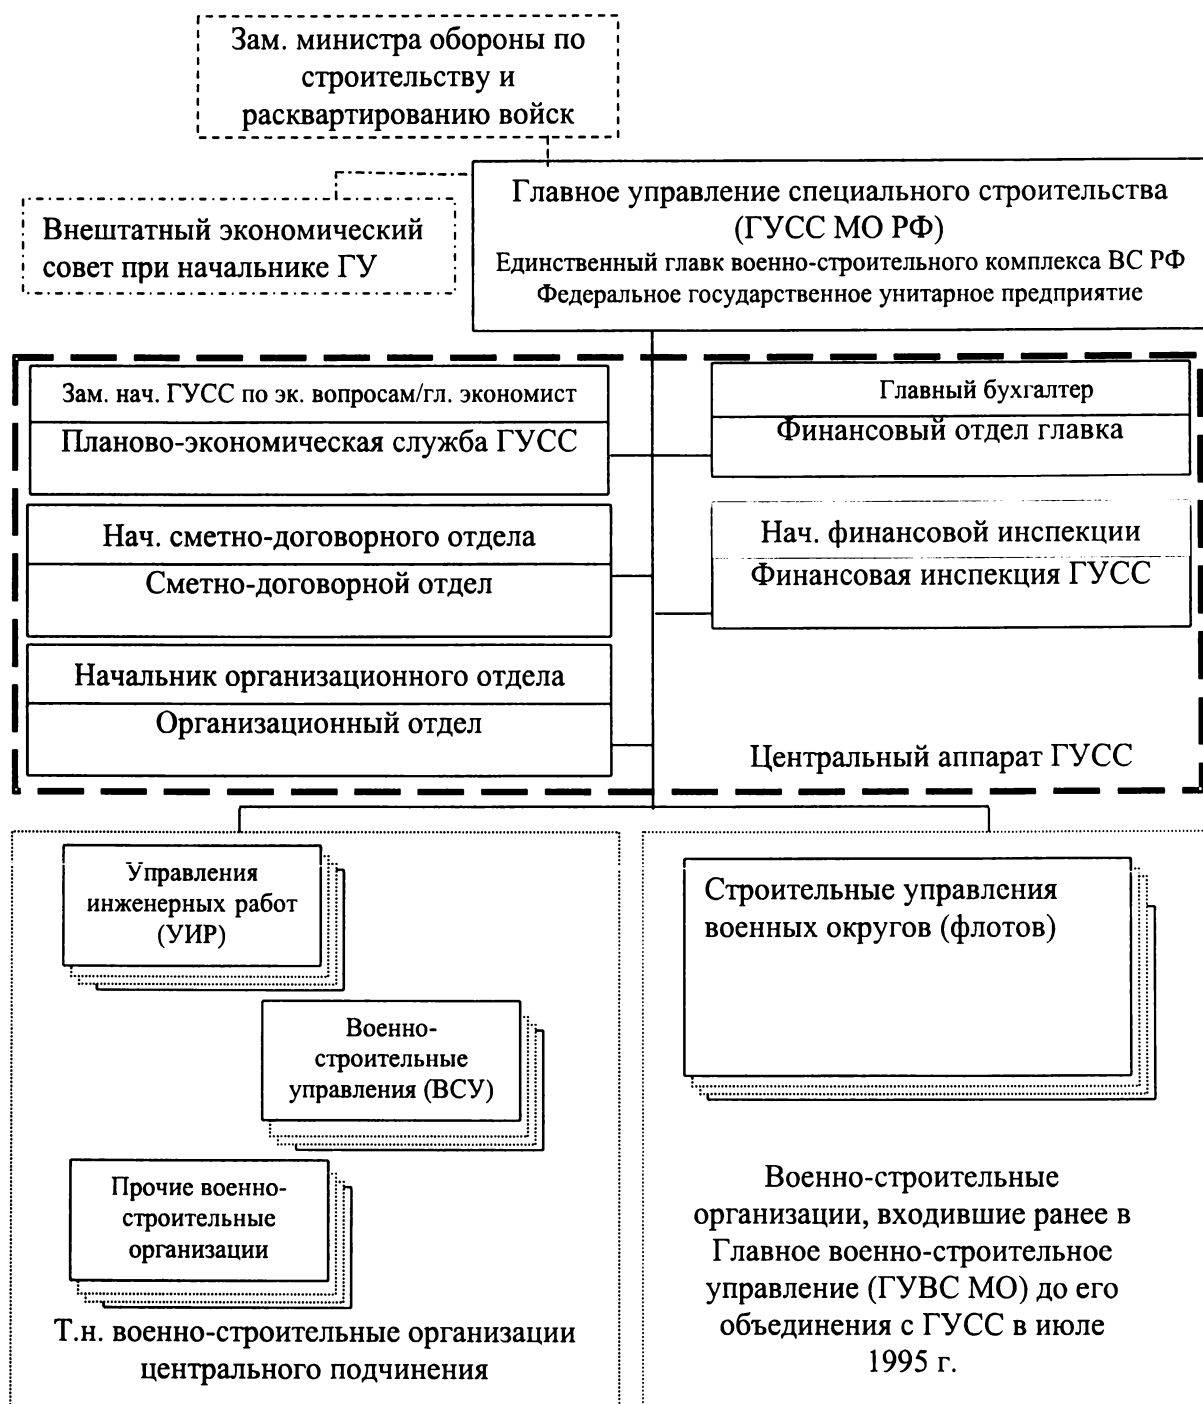 Зам. министра обороны по
строительству и
расквартированию войск
Главное управление специального строительства
(ГУСС МО РФ)
Единственный главк военно-строительного комплекса ВС РФ
Федеральное государственное унитарное предприятие
Внештатный экономический
совет при начальнике ГУ
Зам. нач. ГУСС по эк. вопросам/гл. экономист
Планово-экономическая служба ГУСС
Главный бухгалтер
Финансовый отдел главка
Нач. сметно-договорного отдела
Сметно-договорной отдел
Нач. финансовой инспекции
Финансовая инспекция ГУСС
Начальник организационного отдела
Организационный отдел
Центральный аппарат ГУСС
Управления
инженерных работ
(УИР)
Военно-
строительные
управления (ВСУ)
Прочие военно-
строительные
организации
Т.н. военно-строительные организации
центрального подчинения
Строительные управления
военных округов (флотов)
Военно-строительные
организации, входившие ранее в
Главное военно-строительное
управление (ГУВС МО) до его
объединения с ГУСС в июле
1995 г.